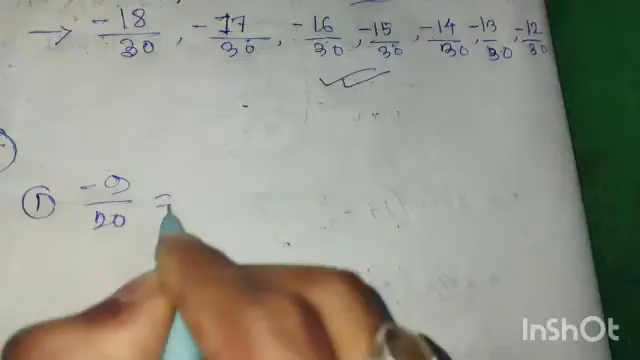 → -18/30, -17/30, -16/30, -15/30, -14/30, -13/30, -12/30
① -9/20 =
InShOt